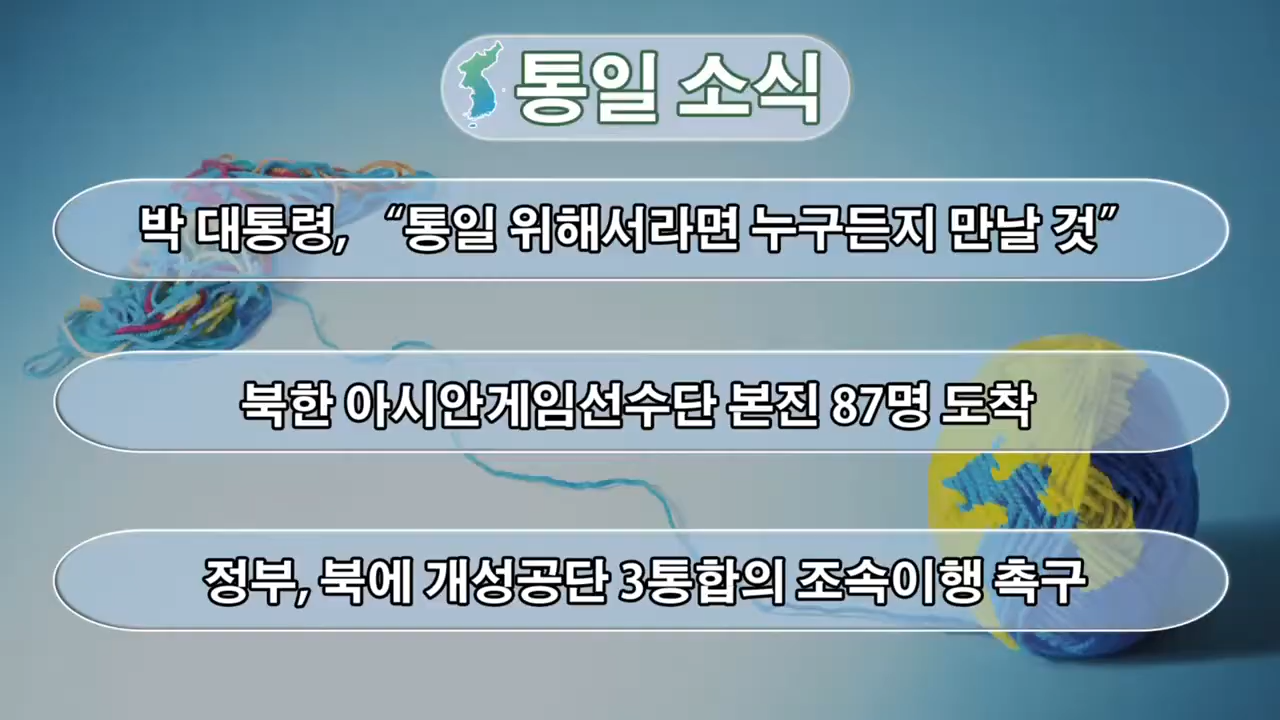 통일 소식
박 대통령, “통일 위해서라면 누구든지 만날 것”
북한 아시안게임선수단 본진 87명 도착
정부, 북에 개성공단 3통합의 조속이행 촉구